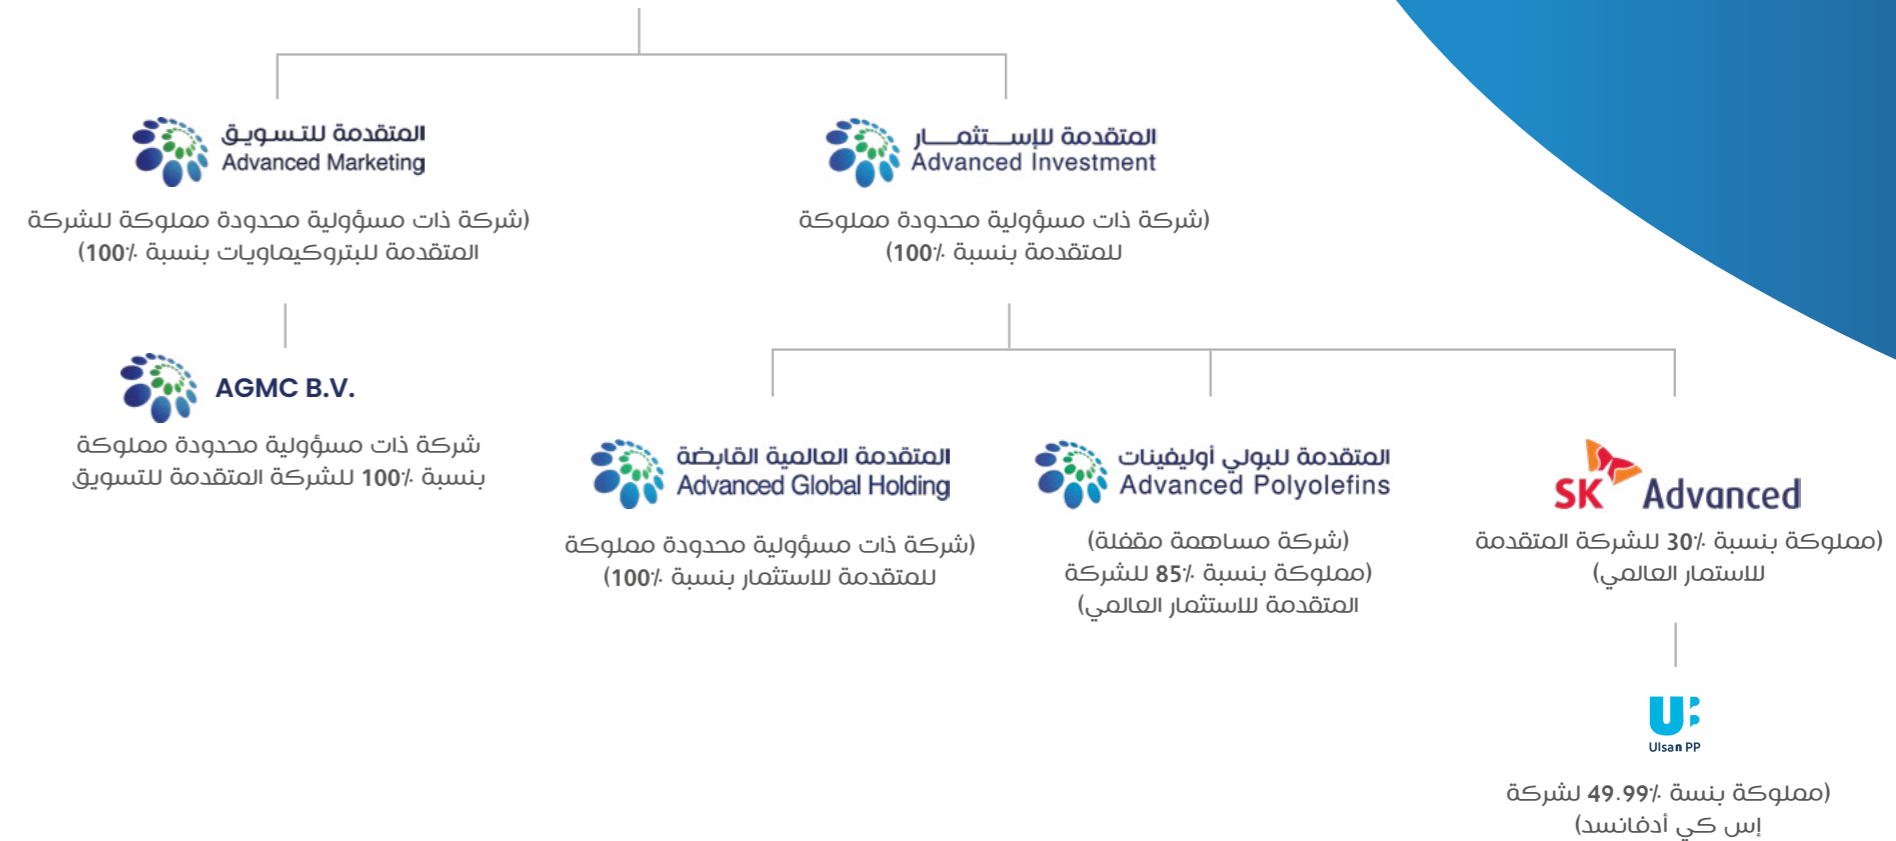 المتقدمة للإستثمار
Advanced Investment
(شركة ذات مسؤولية محدودة مملوكة
للمتقدمة بنسبة 100%)
المتقدمة للتسويق
Advanced Marketing
(شركة ذات مسؤولية محدودة مملوكة للشركة
المتقدمة للبتروكيماويات بنسبة 100%)
AGMC B.V.
شركة ذات مسؤولية محدودة مملوكة
بنسبة 100% للشركة المتقدمة للتسويق
SK Advanced
(مملوكة بنسبة 30% للشركة المتقدمة
للاستمار العالمي)
المتقدمة للبولي أوليفينات
Advanced Polyolefins
(شركة مساهمة مقفلة)
(مملوكة بنسبة 85% للشركة
المتقدمة للاستثمار العالمي)
المتقدمة العالمية القابضة
Advanced Global Holding
(شركة ذات مسؤولية محدودة مملوكة
للمتقدمة للاستثمار بنسبة 100%)
Ulsan PP
(مملوكة بنسة 49.99% لشركة
إس كي أدفانسد)